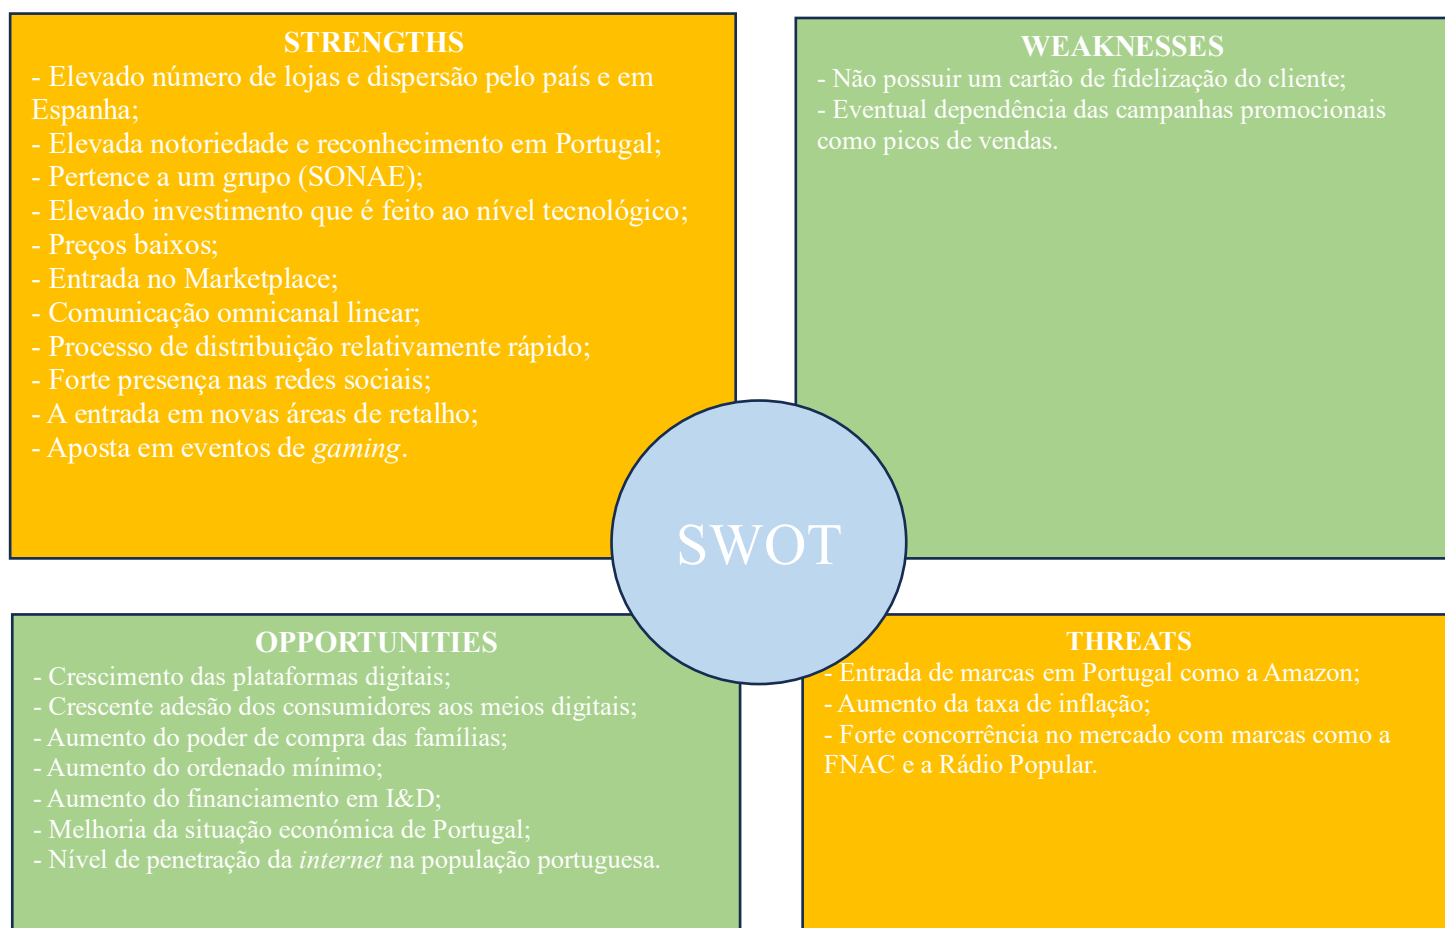 STRENGTHS
- Elevado número de lojas e dispersão pelo país e em
Espanha;
- Elevada notoriedade e reconhecimento em Portugal;
- Pertence a um grupo (SONAE);
- Elevado investimento que é feito ao nível tecnológico;
- Preços baixos;
- Entrada no Marketplace;
- Comunicação omnicanal linear;
- Processo de distribuição relativamente rápido;
- Forte presença nas redes sociais;
- A entrada em novas áreas de retalho;
- Aposta em eventos de gaming.
WEAKNESSES
- Não possuir um cartão de fidelização do cliente;
- Eventual dependência das campanhas promocionais
como picos de vendas.
SWOT
OPPORTUNITIES
- Crescimento das plataformas digitais;
- Crescente adesão dos consumidores aos meios digitais;
- Aumento do poder de compra das famílias;
- Aumento do ordenado mínimo;
- Aumento do financiamento em I&D;
- Melhoria da situação económica de Portugal;
- Nível de penetração da internet na população portuguesa.
THREATS
- Entrada de marcas em Portugal como a Amazon;
- Aumento da taxa de inflação;
- Forte concorrência no mercado com marcas como a
FNAC e a Rádio Popular.